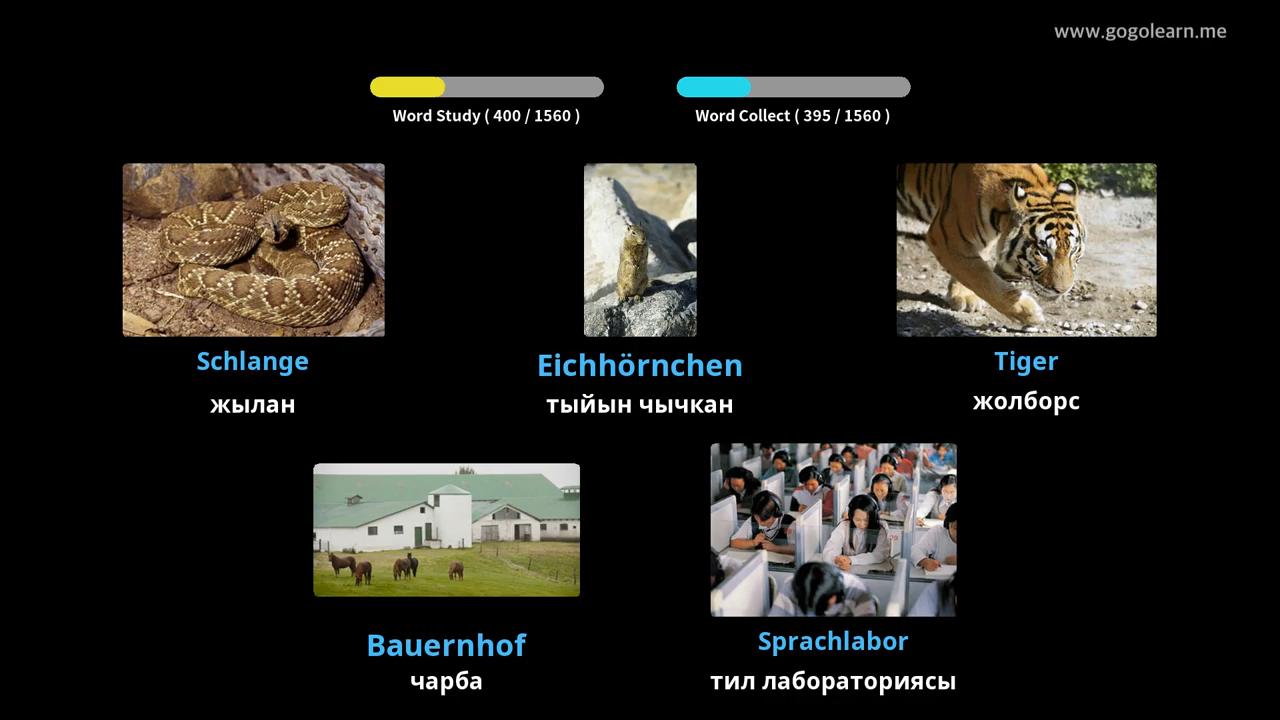 www.gogolearn.me
Word Study ( 400 / 1560 )
Word Collect ( 395 / 1560 )
Schlange
Eichhörnchen
Tiger
жылан
тыйын чычкан
жолборс
Bauernhof
Sprachlabor
чарба
тил лабораториясы